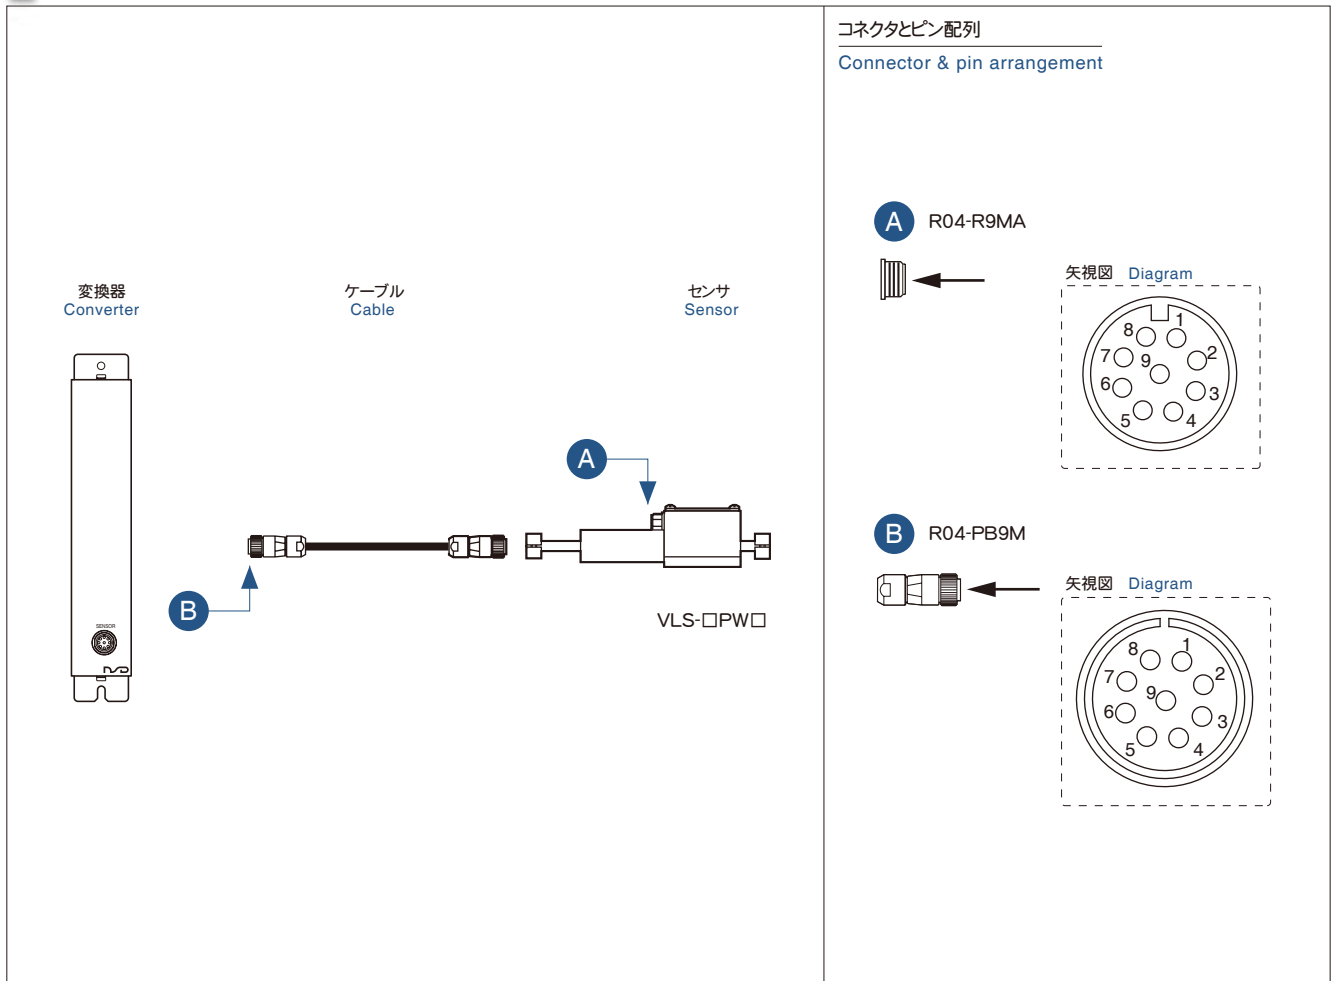 変換器
Converter
ケーブル
Cable
センサ
Sensor
A
B
VLS-□PW□
SENSOR
コネクタとピン配列
Connector & pin arrangement
A R04-R9MA
矢視図 Diagram
8 1
7 9 2
6 3
5 4
B R04-PB9M
矢視図 Diagram
8 1
7 9 2
6 3
5 4